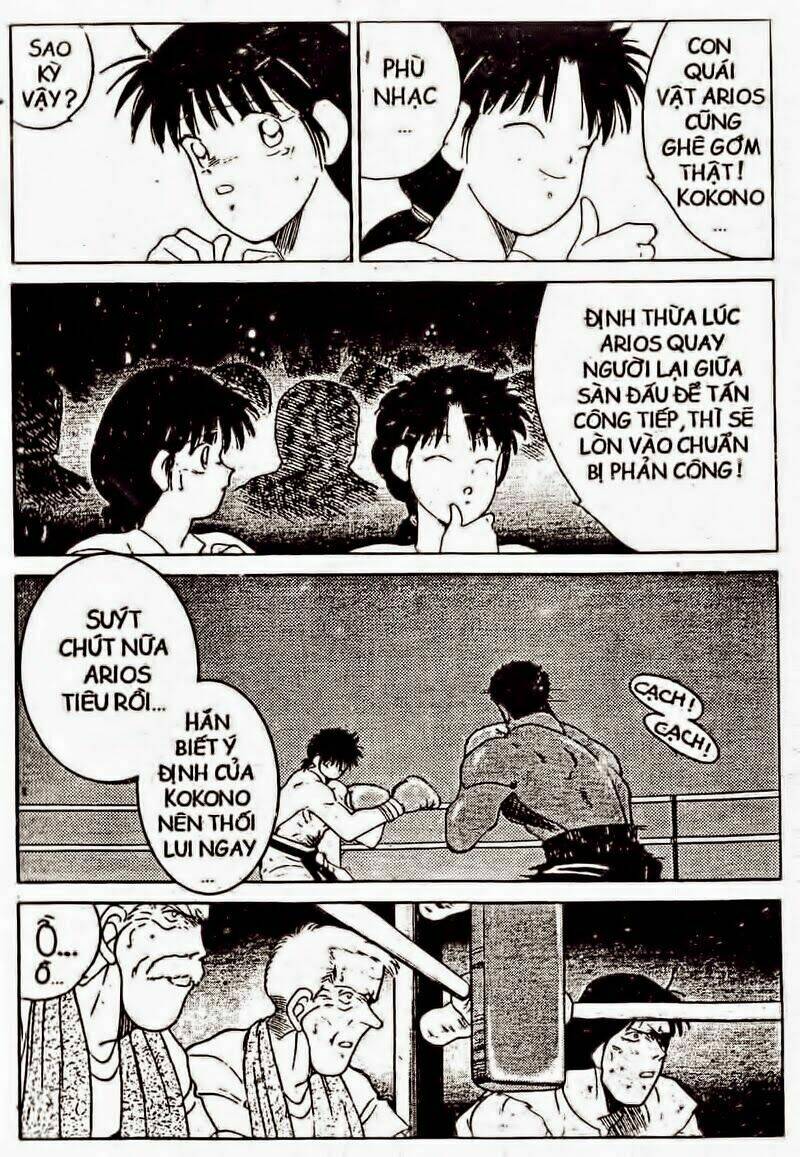 SAO
KỲ
VẬY?
PHÙ
NHẠC
...
CON
QUÁI
VẬT ARIOS
CŨNG
GHÊ GỚM
THẬT!
KOKONO
...
ĐỊNH THỪA LÚC
ARIOS QUAY
NGƯỜI LẠI GIỮA
SÀN ĐẤU ĐỂ TẤN
CÔNG TIẾP, THÌ SẼ
LÒN VÀO CHUẨN
BỊ PHẢN CÔNG!
SUÝT
CHÚT NỮA
ARIOS
TIÊU RỒI...
HẮN
BIẾT Ý
ĐỊNH CỦA
KOKONO
NÊN THỐI
LUI NGAY
...
CẠCH!
CẠCH!
Ồ...
Ồ...